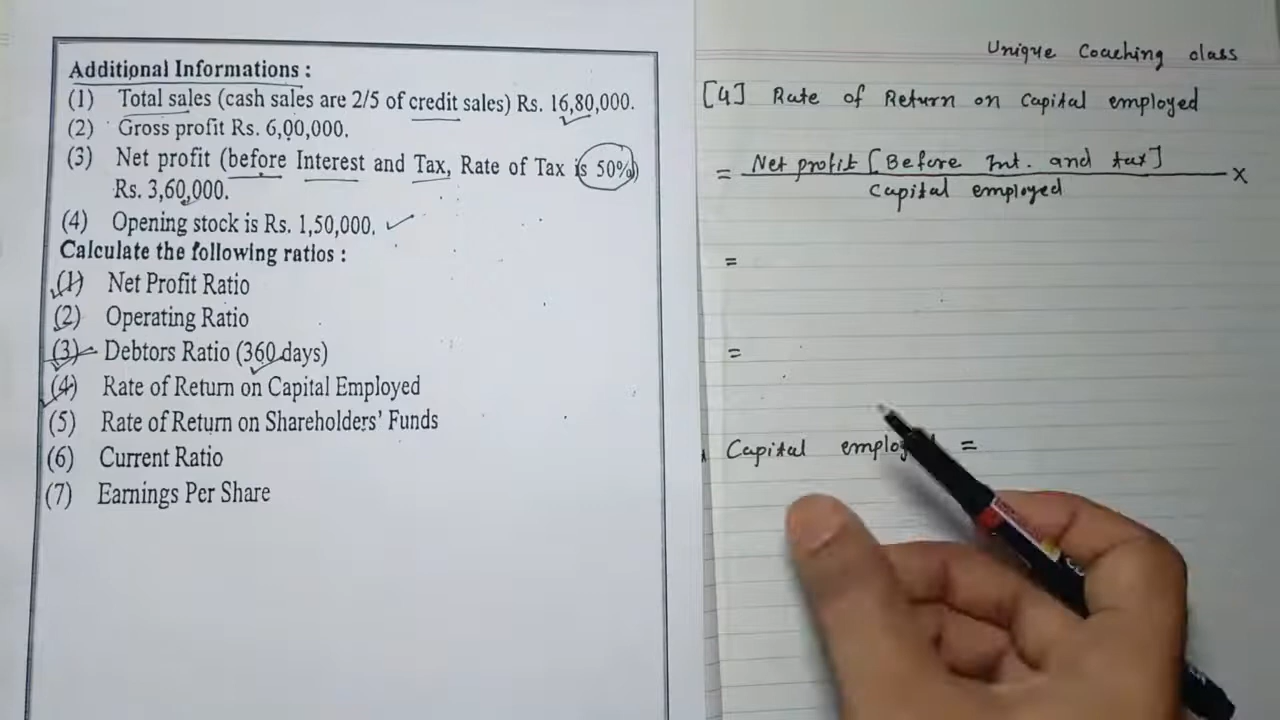 Additional Informations :
(1) Total sales (cash sales are 2/5 of credit sales) Rs. 16,80,000.
(2) Gross profit Rs. 6,00,000.
(3) Net profit (before Interest and Tax, Rate of Tax is 50%)
Rs. 3,60,000.
(4) Opening stock is Rs. 1,50,000.
Calculate the following ratios :
(1) Net Profit Ratio
(2) Operating Ratio
(3) Debtors Ratio (360 days)
(4) Rate of Return on Capital Employed
(5) Rate of Return on Shareholders' Funds
(6) Current Ratio
(7) Earnings Per Share
Unique Coaching class
[4] Rate of Return on Capital employed
= Net profit [Before Int. and tax] ×
Capital employed
=
=
Capital employed =